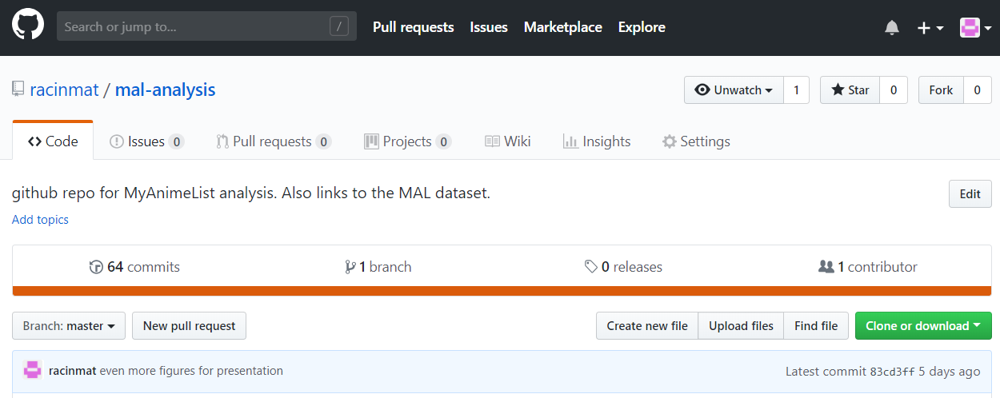 Search or jump to... /
Pull requests Issues Marketplace Explore
racinmat / mal-analysis
Unwatch 1 Star 0 Fork 0
Code Issues 0 Pull requests 0 Projects 0 Wiki Insights Settings
github repo for MyAnimeList analysis. Also links to the MAL dataset.
Edit
Add topics
64 commits 1 branch 0 releases 1 contributor
Branch: master New pull request Create new file Upload files Find file Clone or download
racinmat even more figures for presentation Latest commit 83cd3ff 5 days ago